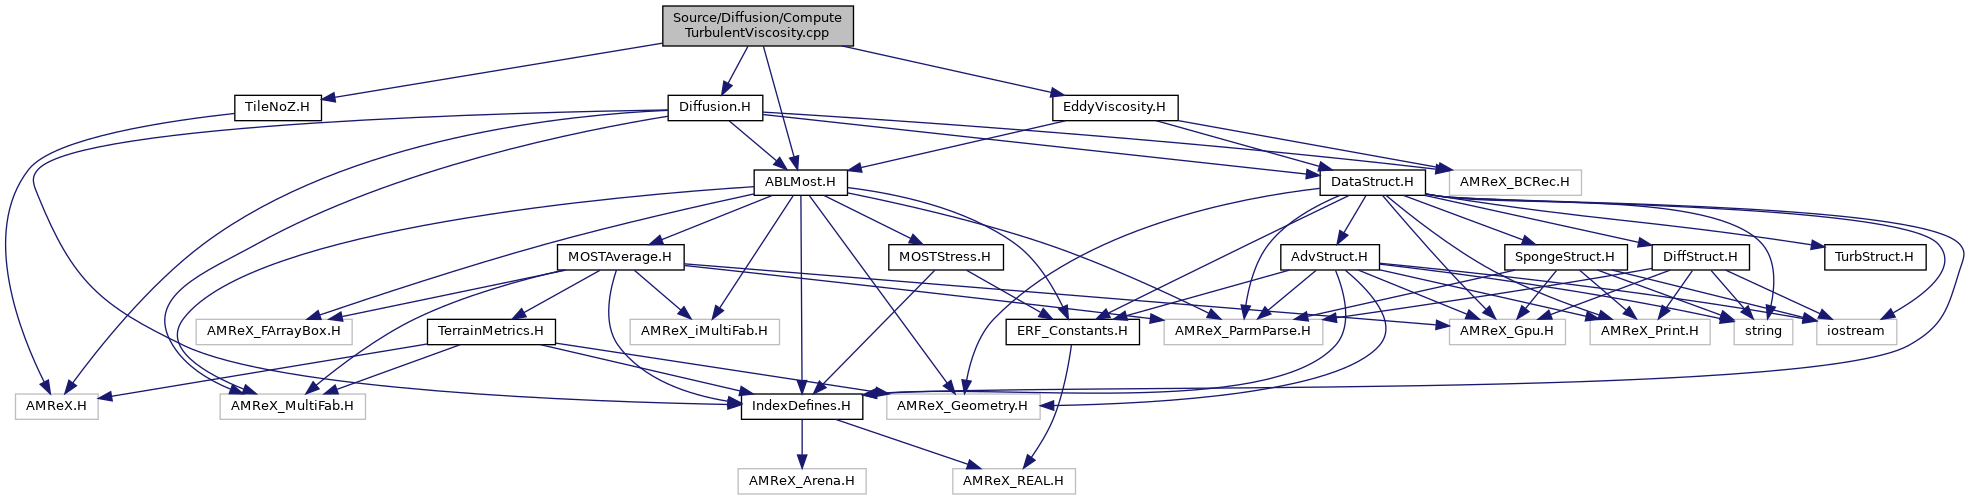 Source/Diffusion/Compute
TurbulentViscosity.cpp
TileNoZ.H
Diffusion.H
EddyViscosity.H
ABLMost.H
DataStruct.H
AMReX_BCRec.H
MOSTAverage.H
MOSTStress.H
AdvStruct.H
SpongeStruct.H
DiffStruct.H
TurbStruct.H
AMReX_FArrayBox.H
TerrainMetrics.H
AMReX_iMultiFab.H
ERF_Constants.H
AMReX_ParmParse.H
AMReX_Gpu.H
AMReX_Print.H
string
iostream
AMReX.H
AMReX_MultiFab.H
IndexDefines.H
AMReX_Geometry.H
AMReX_Arena.H
AMReX_REAL.H